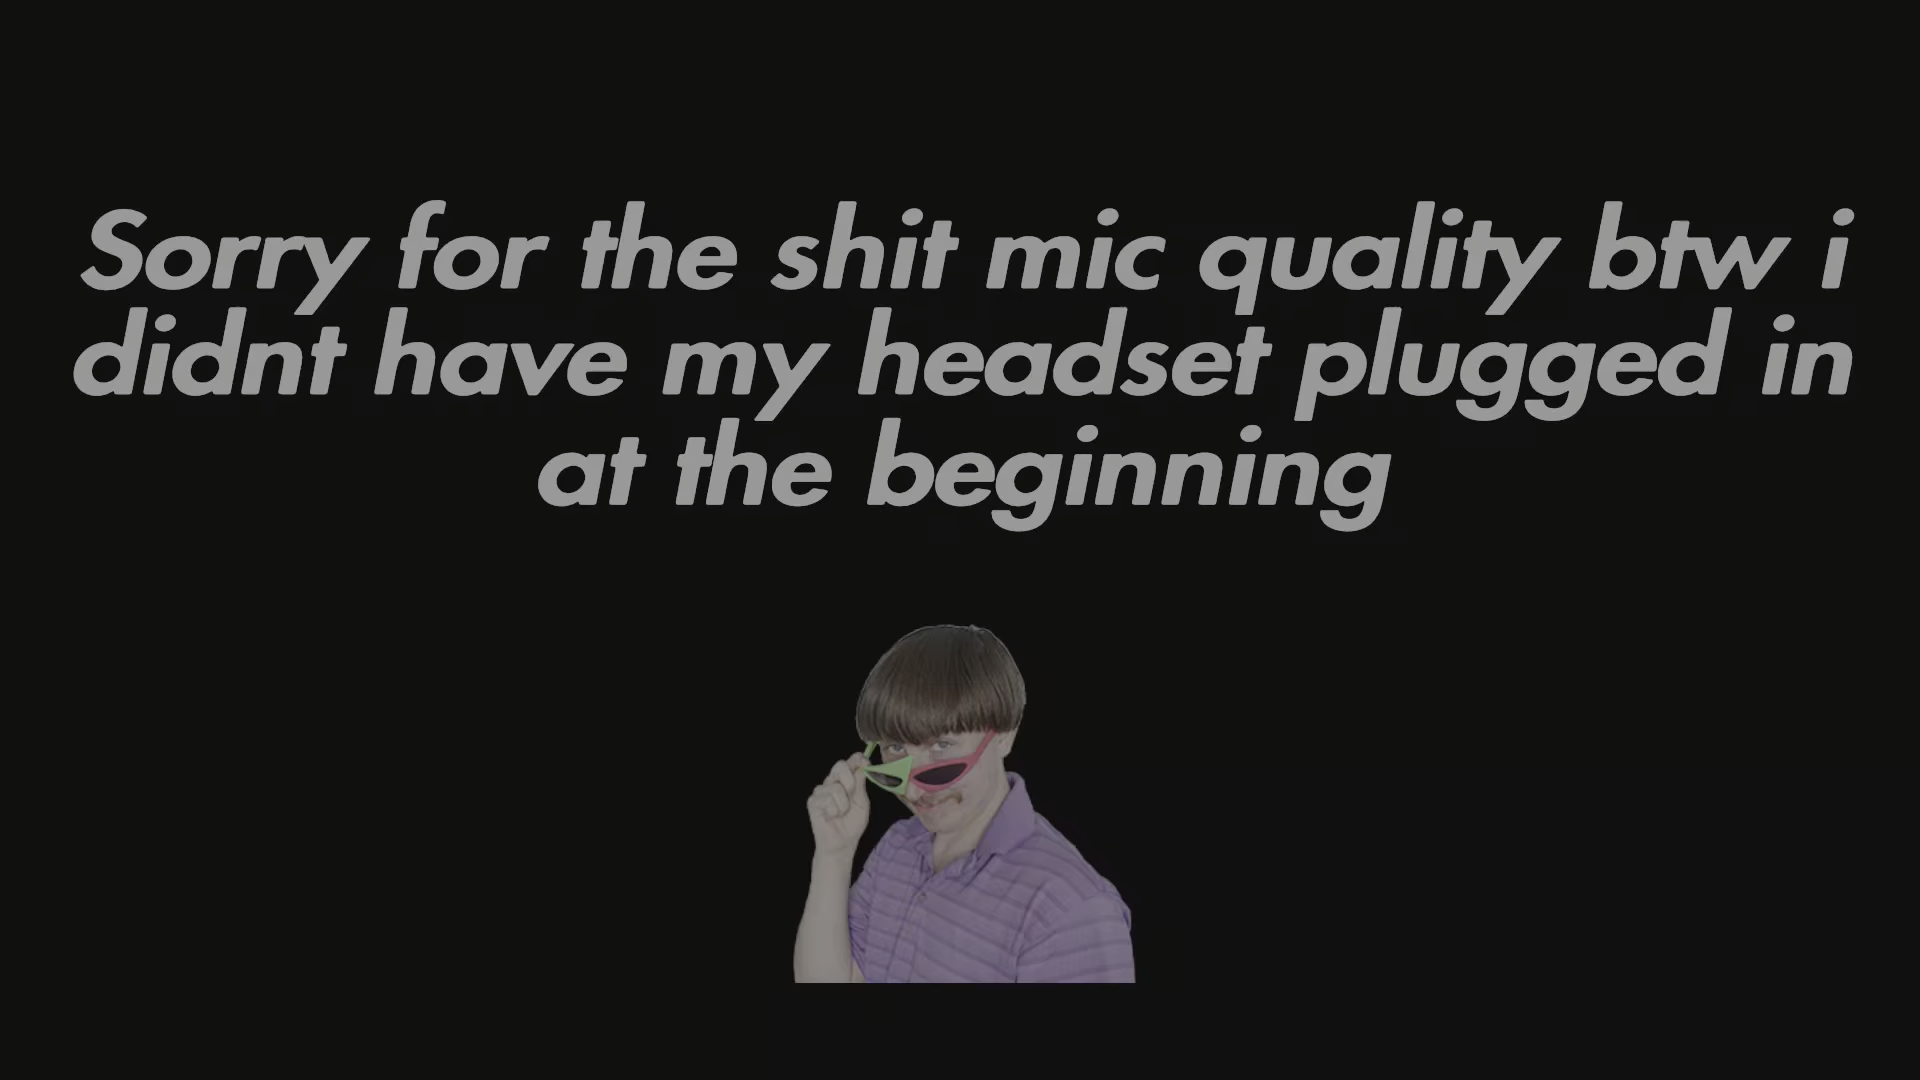 Sorry for the shit mic quality btw i
didnt have my headset plugged in
at the beginning